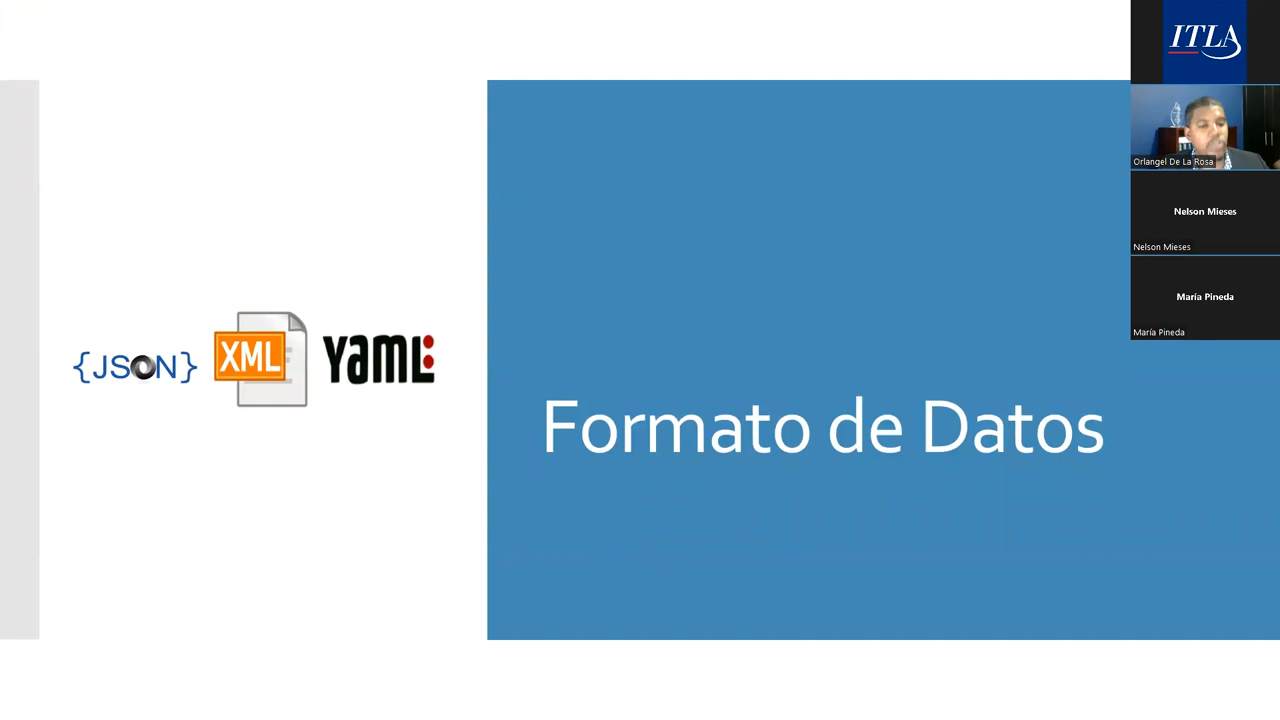 {JSON}
XML
YAML:
Formato de Datos
ITLA
Orlangel De La Rosa
Nelson Mieses
Nelson Mieses
María Pineda
María Pineda